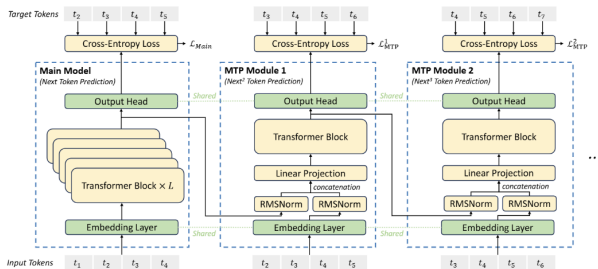 Target Tokens t₂ t₃ t₄ t₅ t₃ t₄ t₅ t₆ t₄ t₅ t₆ t₇
Cross-Entropy Loss ℒ_Main Cross-Entropy Loss ℒ¹_MTP Cross-Entropy Loss ℒ²_MTP
Main Model MTP Module 1 MTP Module 2
(Next Token Prediction) (Next² Token Prediction) (Next³ Token Prediction)
Output Head Shared Output Head Shared Output Head
Transformer Block Transformer Block
Transformer Block × L Linear Projection Linear Projection
concatenation concatenation
RMSNorm RMSNorm RMSNorm RMSNorm
Embedding Layer Shared Embedding Layer Shared Embedding Layer
Input Tokens t₁ t₂ t₃ t₄ t₂ t₃ t₄ t₅ t₃ t₄ t₅ t₆
..